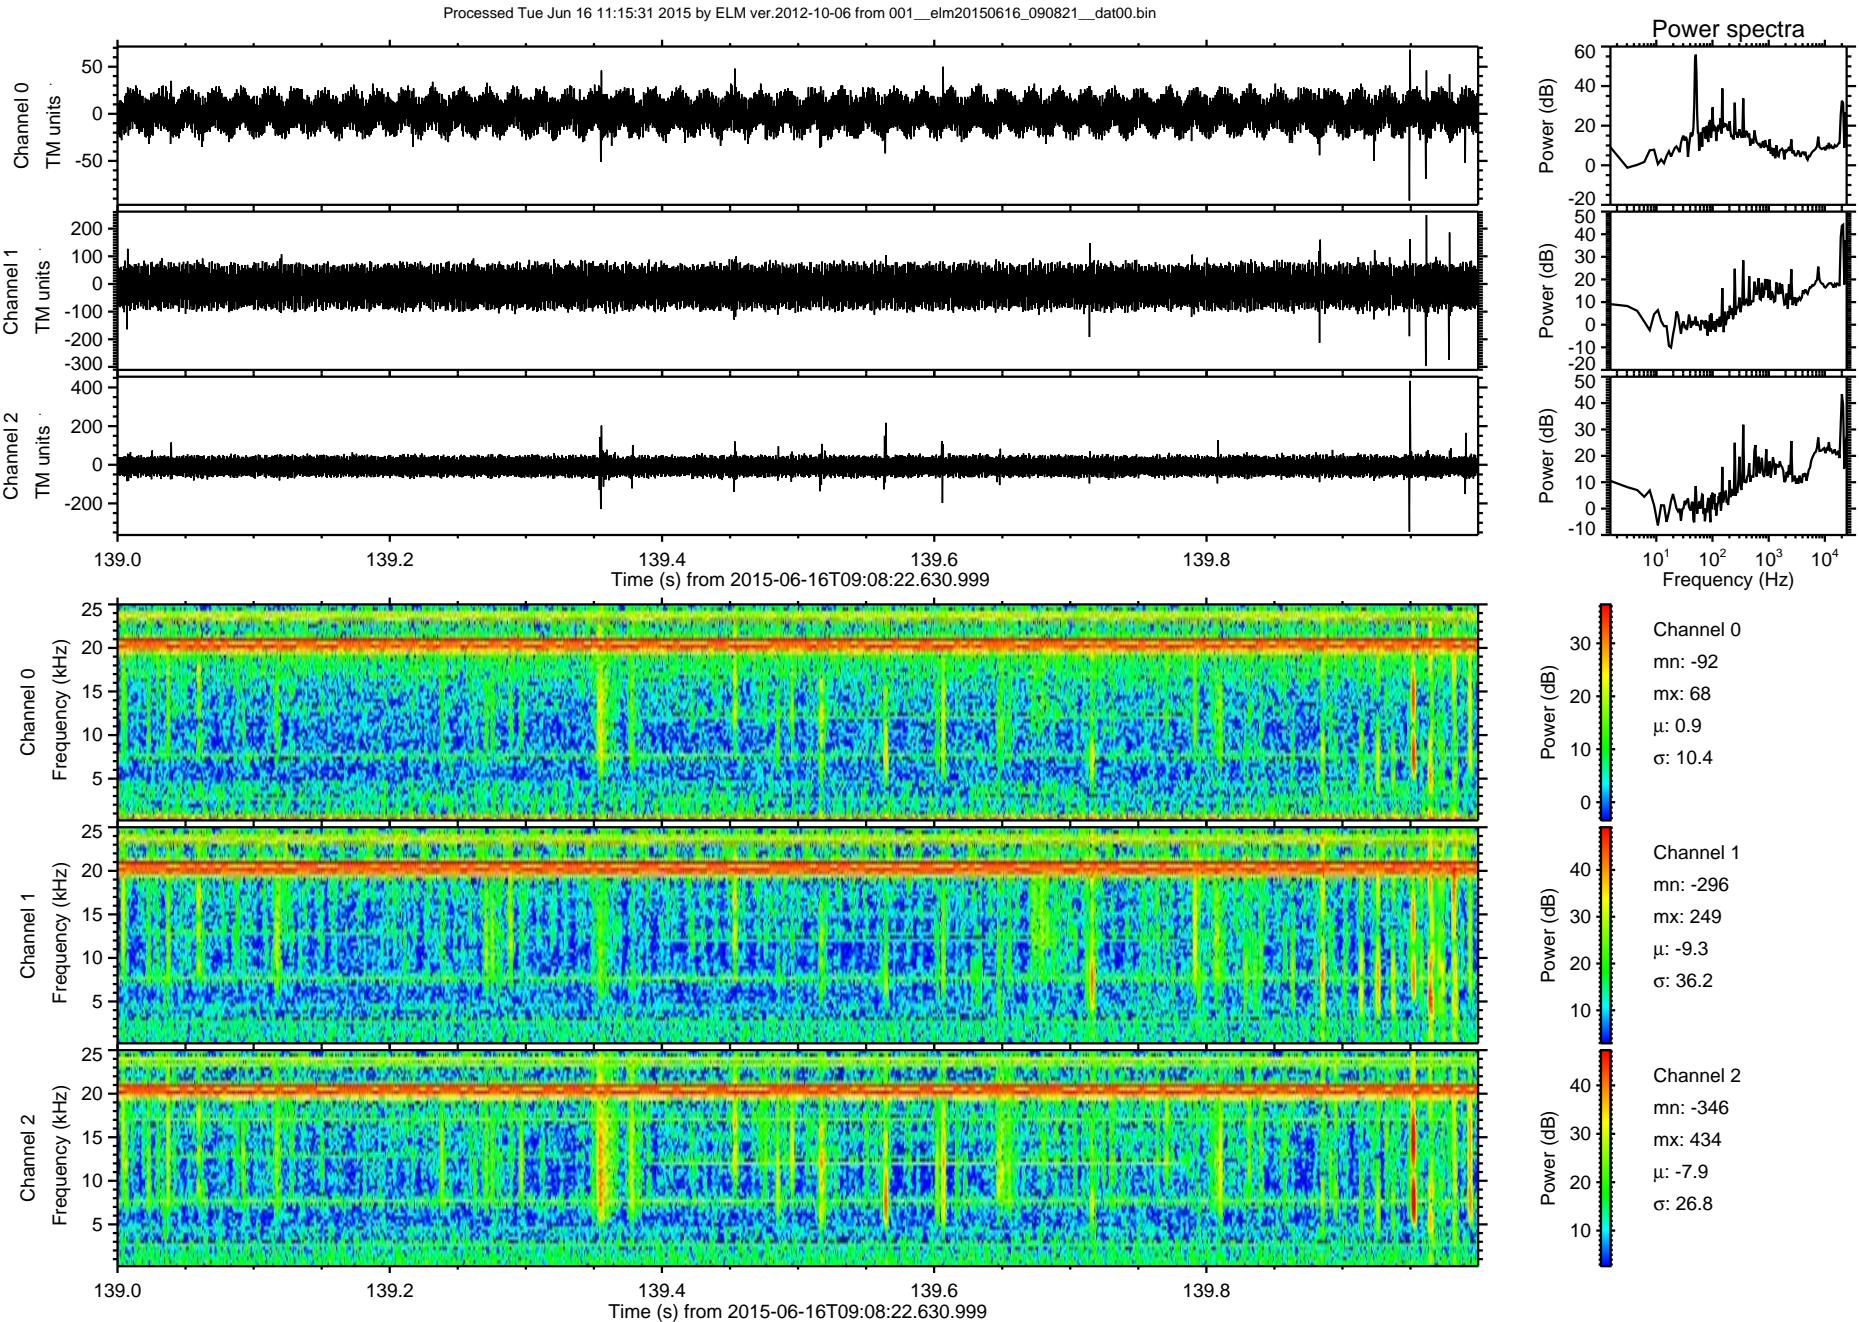 Processed Tue Jun 16 11:15:31 2015 by ELM ver.2012-10-06 from 001__elm20150616_090821__dat00.bin
Power spectra
Channel 0
TM units
50
0
-50
Power (dB)
60
40
20
0
-20
Channel 1
TM units
200
100
0
-100
-200
-300
Power (dB)
50
40
30
20
10
0
-10
-20
Channel 2
TM units
400
200
0
-200
Power (dB)
50
40
30
20
10
0
-10
139.0 139.2 139.4 139.6 139.8
Time (s) from 2015-06-16T09:08:22.630.999
10¹ 10² 10³ 10⁴
Frequency (Hz)
Channel 0
Frequency (kHz)
25
20
15
10
5
Power (dB)
30
20
10
0
Channel 0
mn: -92
mx: 68
μ: 0.9
σ: 10.4
Channel 1
Frequency (kHz)
25
20
15
10
5
Power (dB)
40
30
20
10
Channel 1
mn: -296
mx: 249
μ: -9.3
σ: 36.2
Channel 2
Frequency (kHz)
25
20
15
10
5
Power (dB)
40
30
20
10
Channel 2
mn: -346
mx: 434
μ: -7.9
σ: 26.8
139.0 139.2 139.4 139.6 139.8
Time (s) from 2015-06-16T09:08:22.630.999